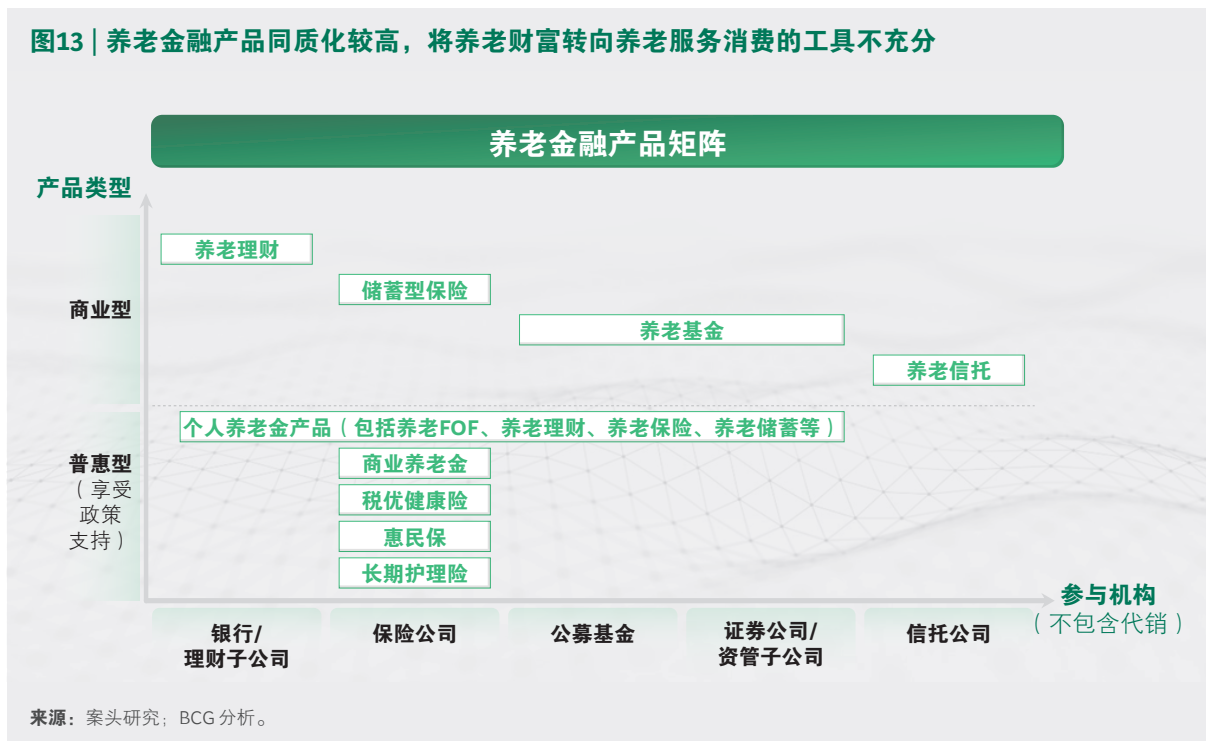 图13 | 养老金融产品同质化较高，将养老财富转向养老服务消费的工具不充分
养老金融产品矩阵
产品类型
商业型
养老理财
储蓄型保险
养老基金
养老信托
普惠型
（享受
政策
支持）
个人养老金产品（包括养老FOF、养老理财、养老保险、养老储蓄等）
商业养老金
税优健康险
惠民保
长期护理险
银行/
理财子公司
保险公司
公募基金
证券公司/
资管子公司
信托公司
参与机构
（不包含代销）
来源：案头研究；BCG 分析。